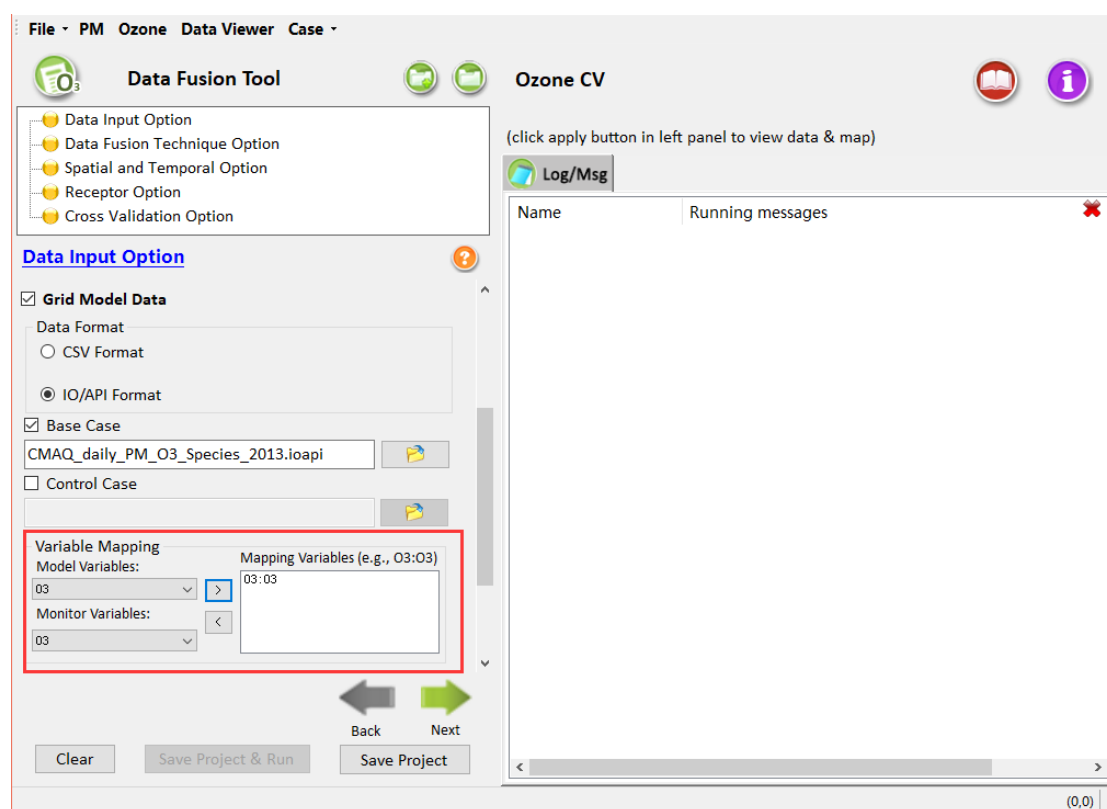 File PM Ozone Data Viewer Case
O3
Data Fusion Tool
Ozone CV
Data Input Option
Data Fusion Technique Option
Spatial and Temporal Option
Receptor Option
Cross Validation Option
(click apply button in left panel to view data & map)
Log/Msg
Name Running messages
Data Input Option
?
Grid Model Data
Data Format
CSV Format
IO/API Format
Base Case
CMAQ_daily_PM_O3_Species_2013.ioapi
Control Case
Variable Mapping
Model Variables:
Mapping Variables (e.g., O3:O3)
O3
>
O3:O3
Monitor Variables:
<
O3
Back Next
Clear Save Project & Run Save Project
(0,0)